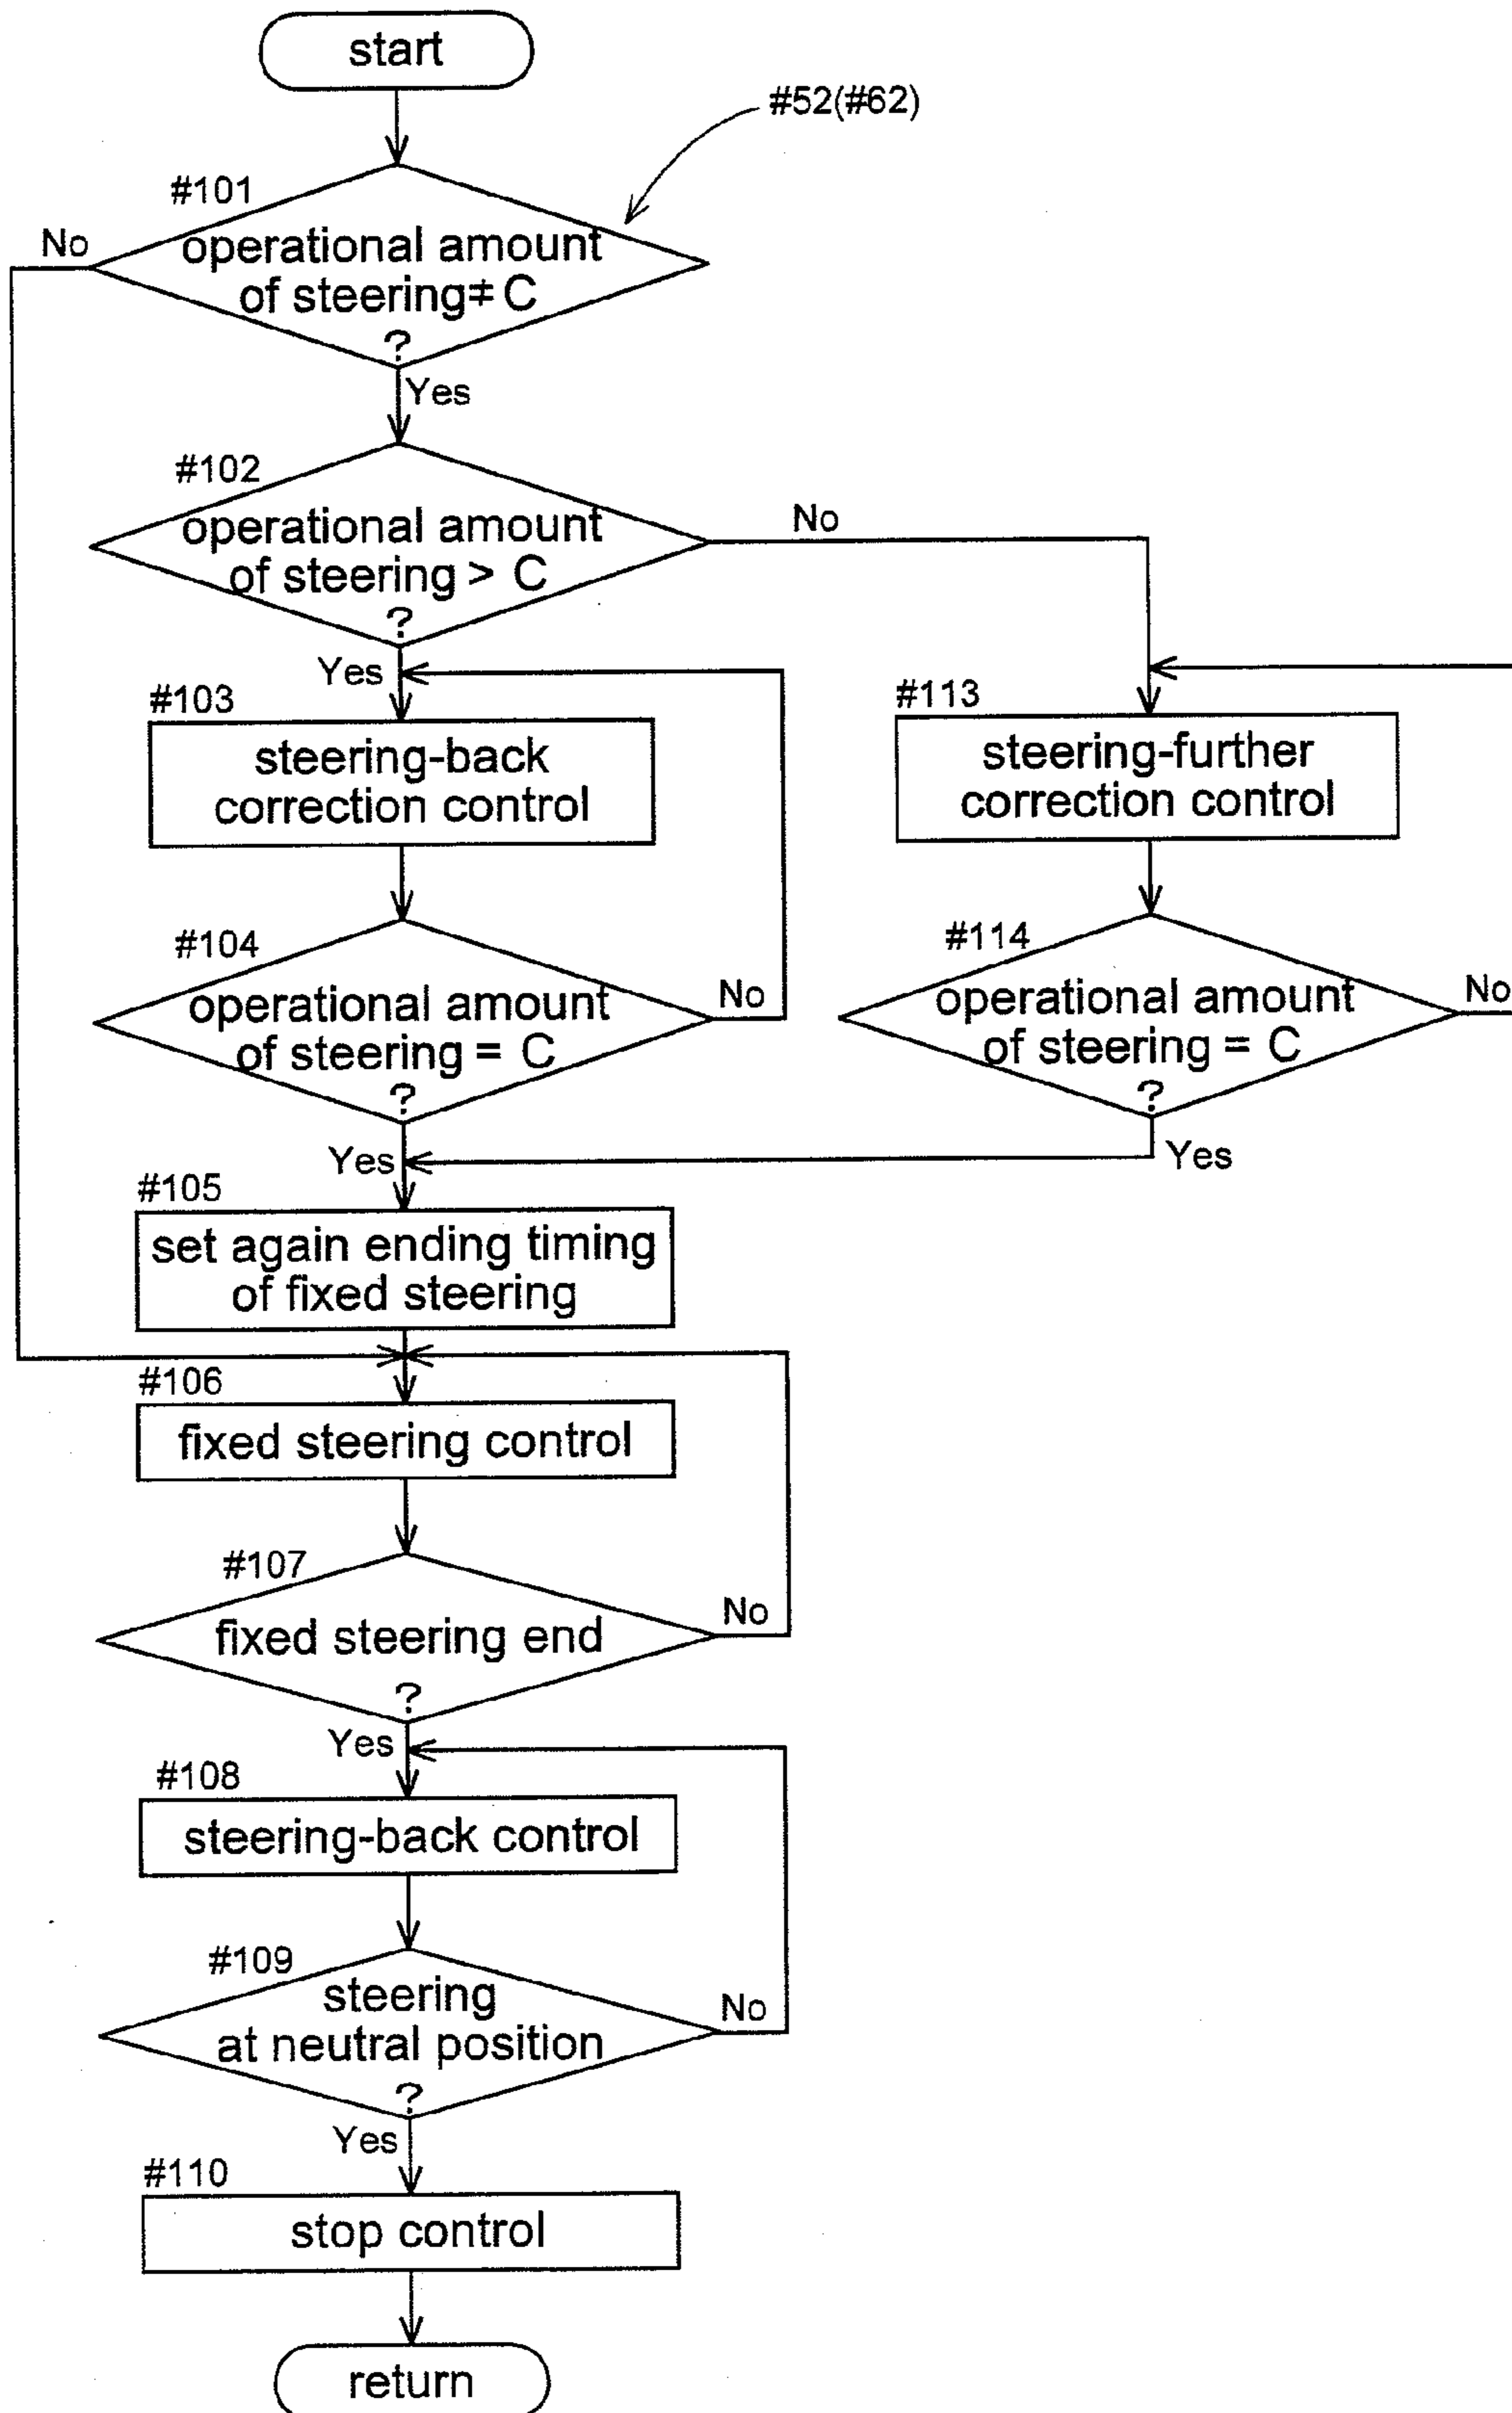 start
#52(#62)
#101
No
operational amount
of steering≠ C
?
Yes
#102
operational amount
of steering > C
?
No
Yes
#103
steering-back
correction control
#113
steering-further
correction control
#104
operational amount
of steering = C
?
No
#114
operational amount
of steering = C
?
No
Yes
Yes
#105
set again ending timing
of fixed steering
#106
fixed steering control
#107
fixed steering end
?
No
Yes
#108
steering-back control
#109
steering
at neutral position
?
No
Yes
#110
stop control
return